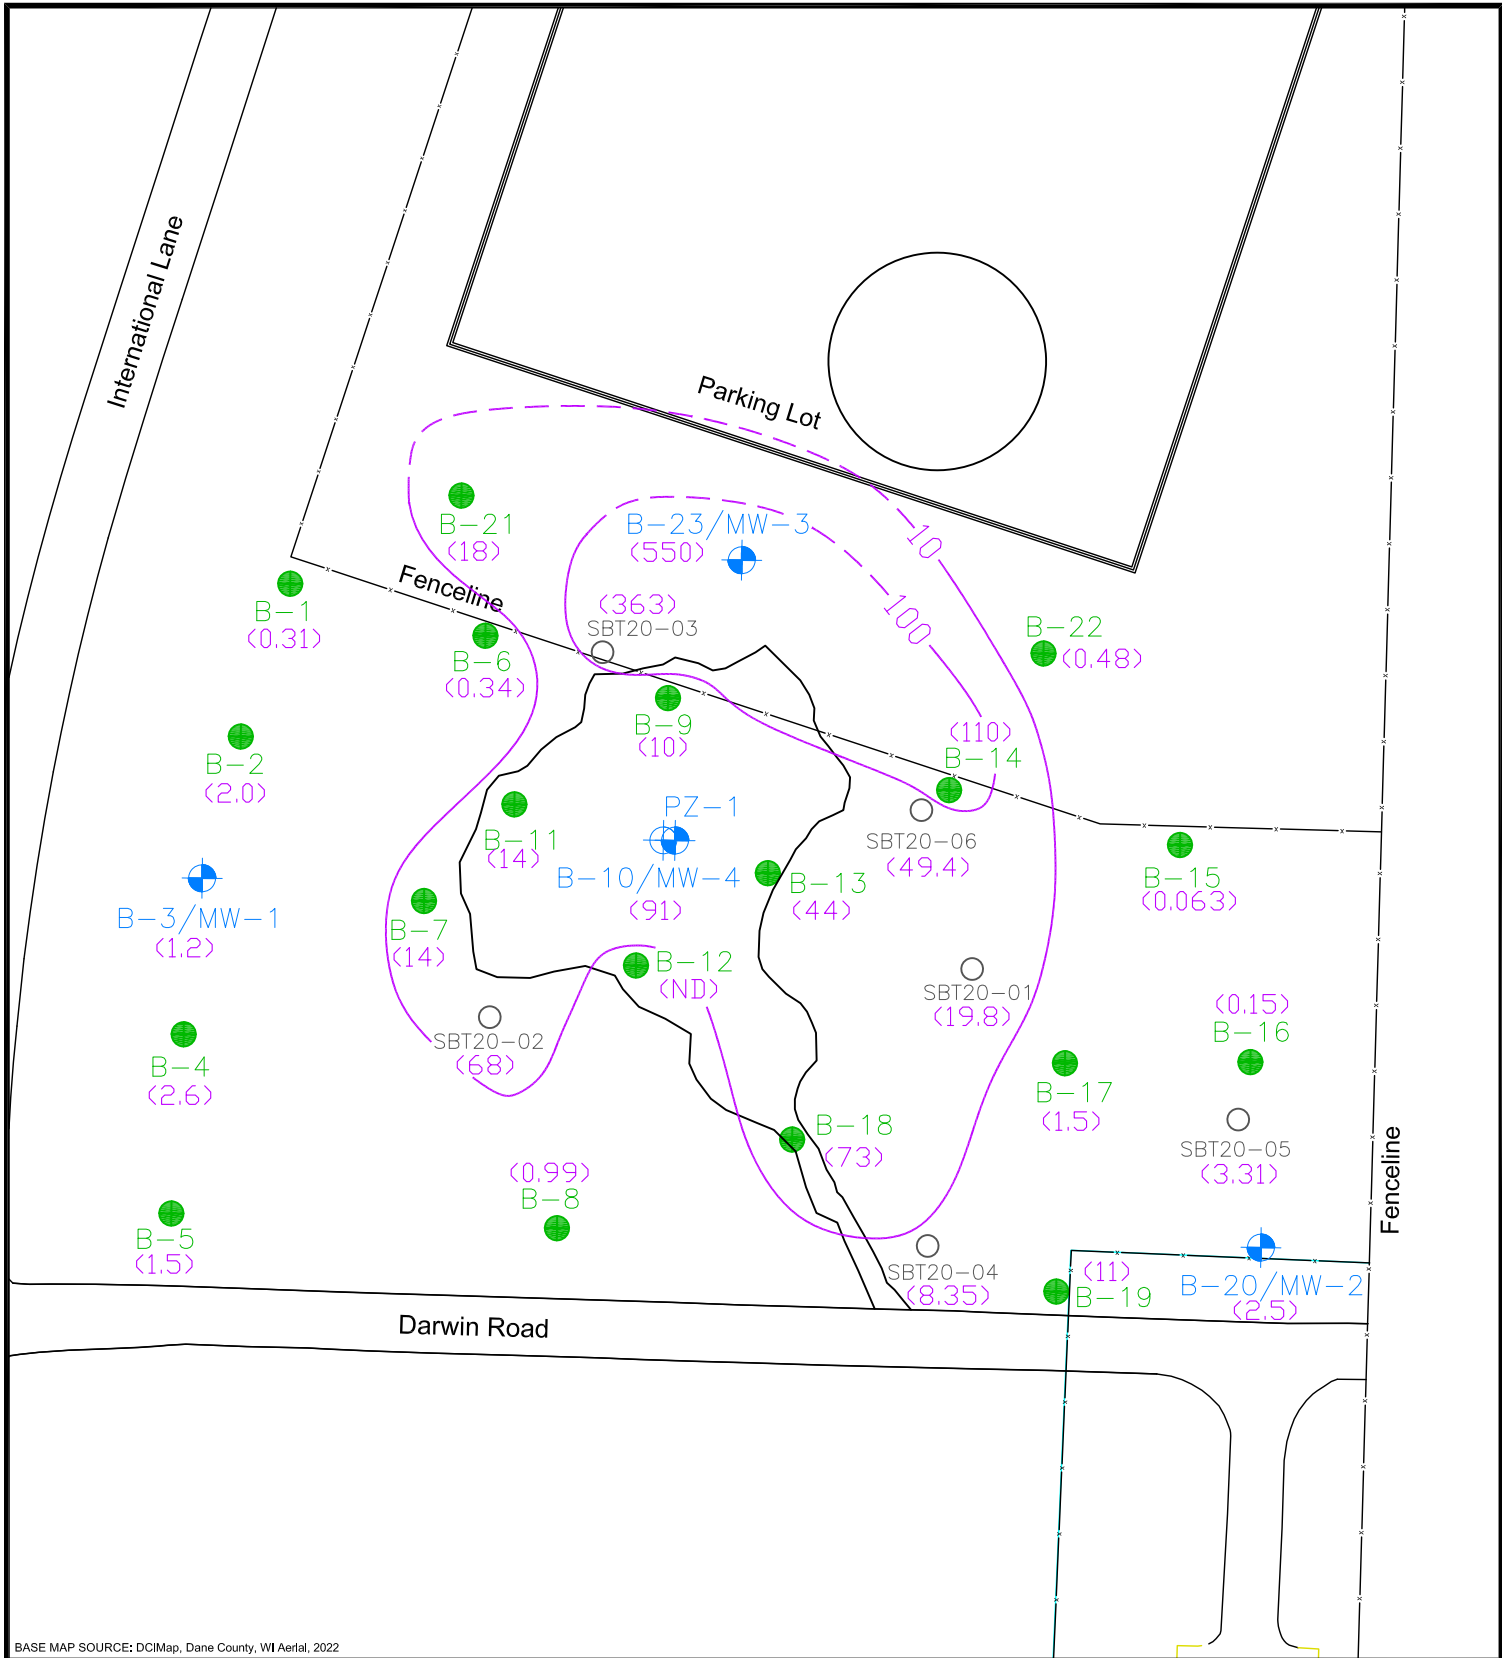 International Lane
Parking Lot
10
B-21
(18)
B-23/MW-3
(550)
Fenceline
100
B-1
(0.31)
(363)
SBT20-03
B-22
(0.48)
B-6
(0.34)
B-9
(10)
(110)
B-14
B-2
(2.0)
PZ-1
B-11
(14)
SBT20-06
(49.4)
B-10/MW-4
(91)
B-13
(44)
B-15
(0.063)
B-3/MW-1
(1.2)
B-7
(14)
B-12
(ND)
SBT20-01
(19.8)
(0.15)
B-16
SBT20-02
(68)
B-4
(2.6)
B-17
(1.5)
B-18
(73)
SBT20-05
(3.31)
Fenceline
(0.99)
B-8
B-5
(1.5)
SBT20-04
(8.35)
(11)
B-19
B-20/MW-2
(2.5)
Darwin Road
BASE MAP SOURCE: DCiMap, Dane County, WI Aerial, 2022